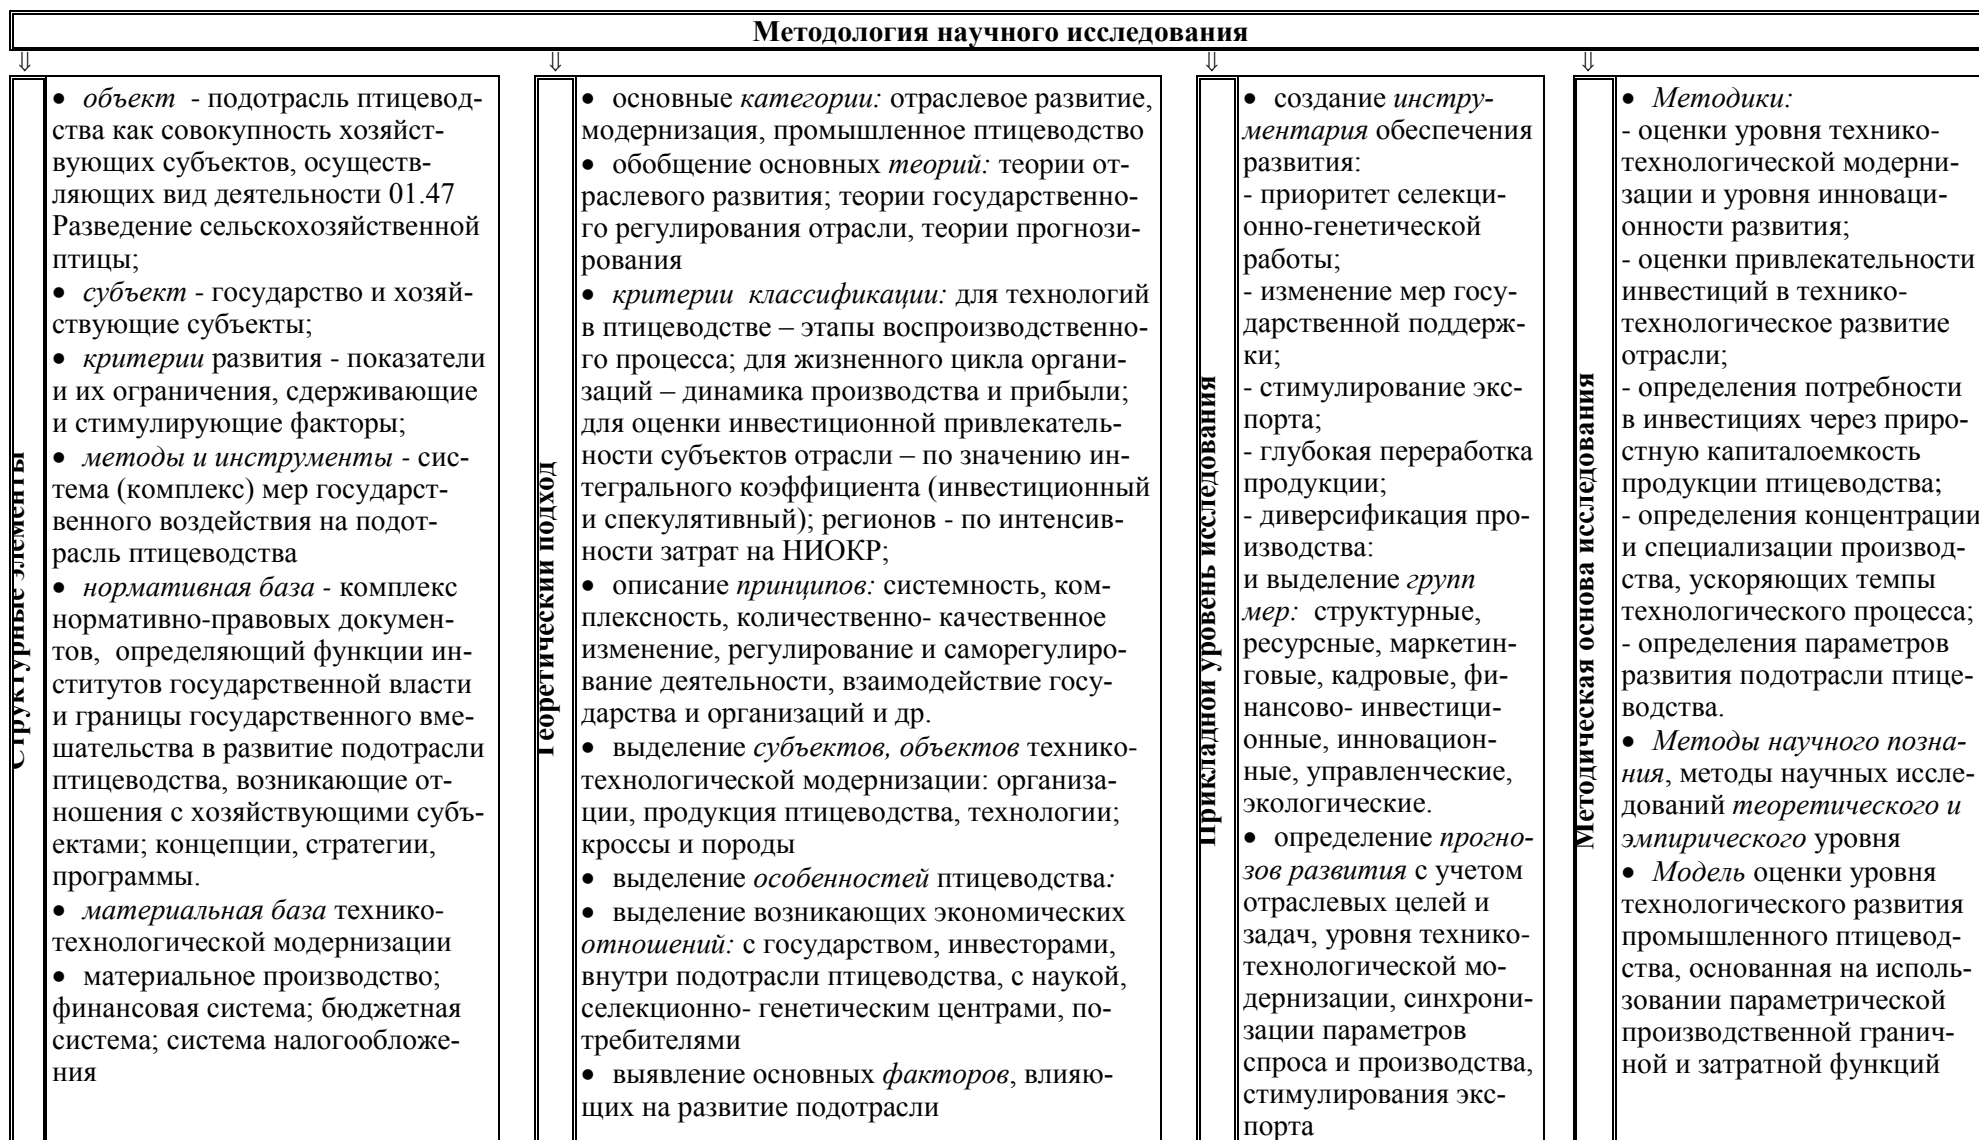 Методология научного исследования
⇓ ⇓ ⇓ ⇓
Структурные элементы
• объект - подотрасль птицевод-
ства как совокупность хозяйст-
вующих субъектов, осуществ-
ляющих вид деятельности 01.47
Разведение сельскохозяйственной
птицы;
• субъект - государство и хозяй-
ствующие субъекты;
• критерии развития - показатели
и их ограничения, сдерживающие
и стимулирующие факторы;
• методы и инструменты - сис-
тема (комплекс) мер государст-
венного воздействия на подот-
расль птицеводства
• нормативная база - комплекс
нормативно-правовых докумен-
тов, определяющий функции ин-
ститутов государственной власти
и границы государственного вме-
шательства в развитие подотрасли
птицеводства, возникающие от-
ношения с хозяйствующими субъ-
ектами; концепции, стратегии,
программы.
• материальная база технико-
технологической модернизации
• материальное производство;
финансовая система; бюджетная
система; система налогообложе-
ния
Теоретический подход
• основные категории: отраслевое развитие,
модернизация, промышленное птицеводство
• обобщение основных теорий: теории от-
раслевого развития; теории государственно-
го регулирования отрасли, теории прогнози-
рования
• критерии классификации: для технологий
в птицеводстве – этапы воспроизводственно-
го процесса; для жизненного цикла органи-
заций – динамика производства и прибыли;
для оценки инвестиционной привлекатель-
ности субъектов отрасли – по значению ин-
тегрального коэффициента (инвестиционный
и спекулятивный); регионов - по интенсив-
ности затрат на НИОКР;
• описание принципов: системность, ком-
плексность, количественно- качественное
изменение, регулирование и саморегулиро-
вание деятельности, взаимодействие госу-
дарства и организаций и др.
• выделение субъектов, объектов технико-
технологической модернизации: организа-
ции, продукция птицеводства, технологии;
кроссы и породы
• выделение особенностей птицеводства:
• выделение возникающих экономических
отношений: с государством, инвесторами,
внутри подотрасли птицеводства, с наукой,
селекционно- генетическим центрами, по-
требителями
• выявление основных факторов, влияю-
щих на развитие подотрасли
Прикладной уровень исследования
• создание инстру-
ментария обеспечения
развития:
- приоритет селекци-
онно-генетической
работы;
- изменение мер госу-
дарственной поддерж-
ки;
- стимулирование экс-
порта;
- глубокая переработка
продукции;
- диверсификация про-
изводства:
и выделение групп
мер: структурные,
ресурсные, маркетин-
говые, кадровые, фи-
нансово- инвестици-
онные, инновацион-
ные, управленческие,
экологические.
• определение прогно-
зов развития с учетом
отраслевых целей и
задач, уровня технико-
технологической мо-
дернизации, синхрони-
зации параметров
спроса и производства,
стимулирования экс-
порта
Методическая основа исследования
• Методики:
- оценки уровня технико-
технологической модерни-
зации и уровня инноваци-
онности развития;
- оценки привлекательности
инвестиций в технико-
технологическое развитие
отрасли;
- определения потребности
в инвестициях через приро-
стную капиталоемкость
продукции птицеводства;
- определения концентрации
и специализации производ-
ства, ускоряющих темпы
технологического процесса;
- определения параметров
развития подотрасли птице-
водства.
• Методы научного позна-
ния, методы научных иссле-
дований теоретического и
эмпирического уровня
• Модель оценки уровня
технологического развития
промышленного птицевод-
ства, основанная на исполь-
зовании параметрической
производственной гранич-
ной и затратной функций